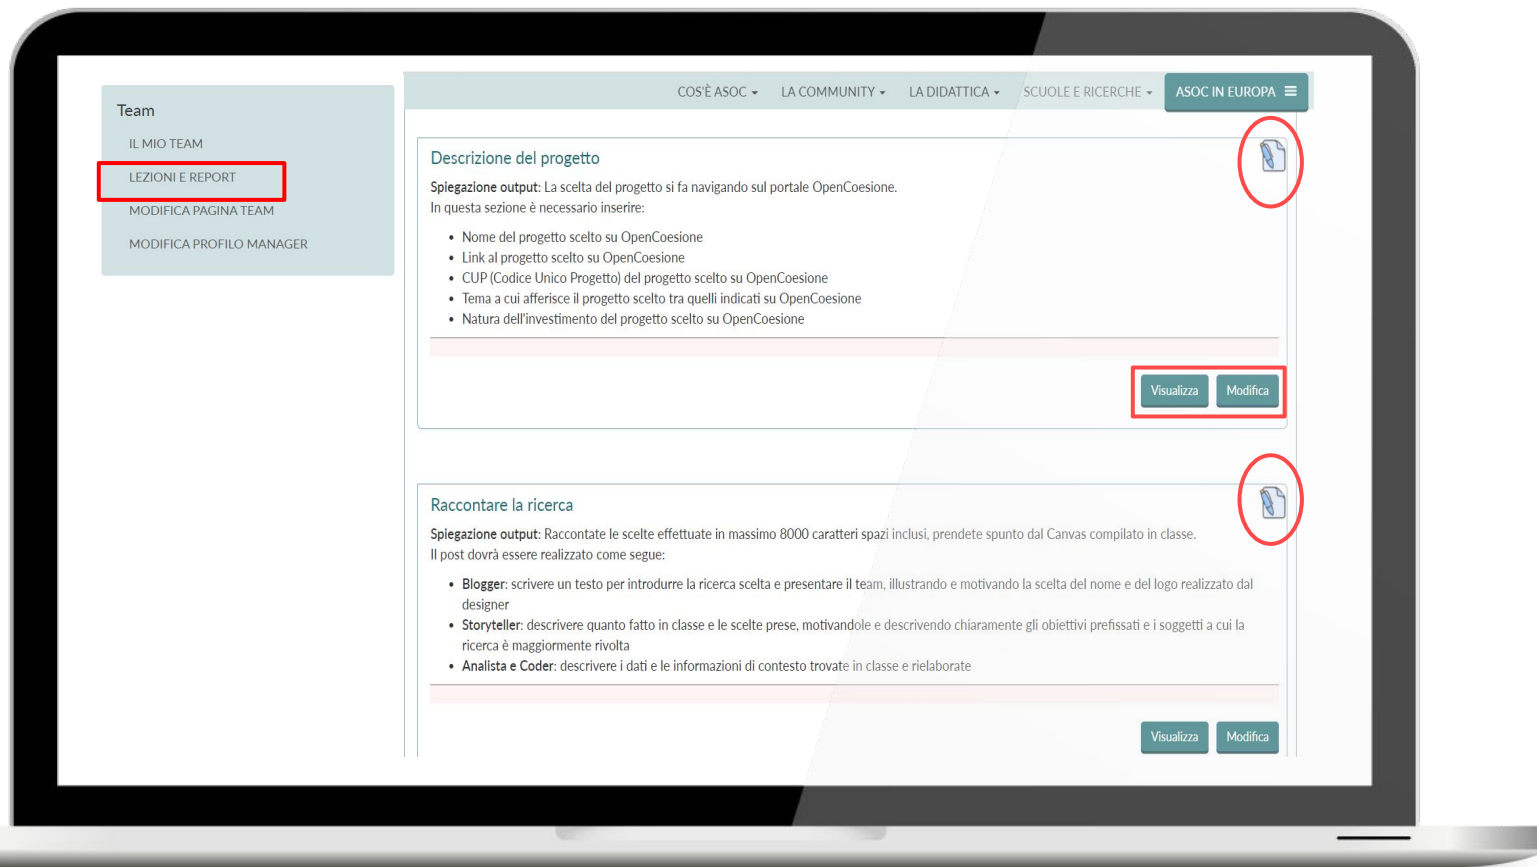 COS'È ASOC
LA COMMUNITY
LA DIDATTICA
SCUOLE E RICERCHE
ASOC IN EUROPA
Team
IL MIO TEAM
LEZIONI E REPORT
MODIFICA PAGINA TEAM
MODIFICA PROFILO MANAGER
Descrizione del progetto
Spiegazione output: La scelta del progetto si fa navigando sul portale OpenCoesione.
In questa sezione è necessario inserire:
• Nome del progetto scelto su OpenCoesione
• Link al progetto scelto su OpenCoesione
• CUP (Codice Unico Progetto) del progetto scelto su OpenCoesione
• Tema a cui afferisce il progetto scelto tra quelli indicati su OpenCoesione
• Natura dell'investimento del progetto scelto su OpenCoesione
Visualizza
Modifica
Raccontare la ricerca
Spiegazione output: Raccontate le scelte effettuate in massimo 8000 caratteri spazi inclusi, prendete spunto dal Canvas compilato in classe.
Il post dovrà essere realizzato come segue:
• Blogger: scrivere un testo per introdurre la ricerca scelta e presentare il team, illustrando e motivando la scelta del nome e del logo realizzato dal
designer
• Storyteller: descrivere quanto fatto in classe e le scelte prese, motivandole e descrivendo chiaramente gli obiettivi prefissati e i soggetti a cui la
ricerca è maggiormente rivolta
• Analista e Coder: descrivere i dati e le informazioni di contesto trovate in classe e rielaborate
Visualizza
Modifica